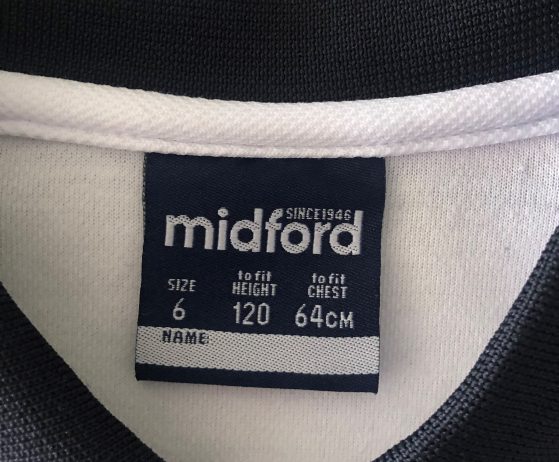 SINCE1946
midford
SIZE to fit HEIGHT to fit CHEST
6 120 64CM
NAME: